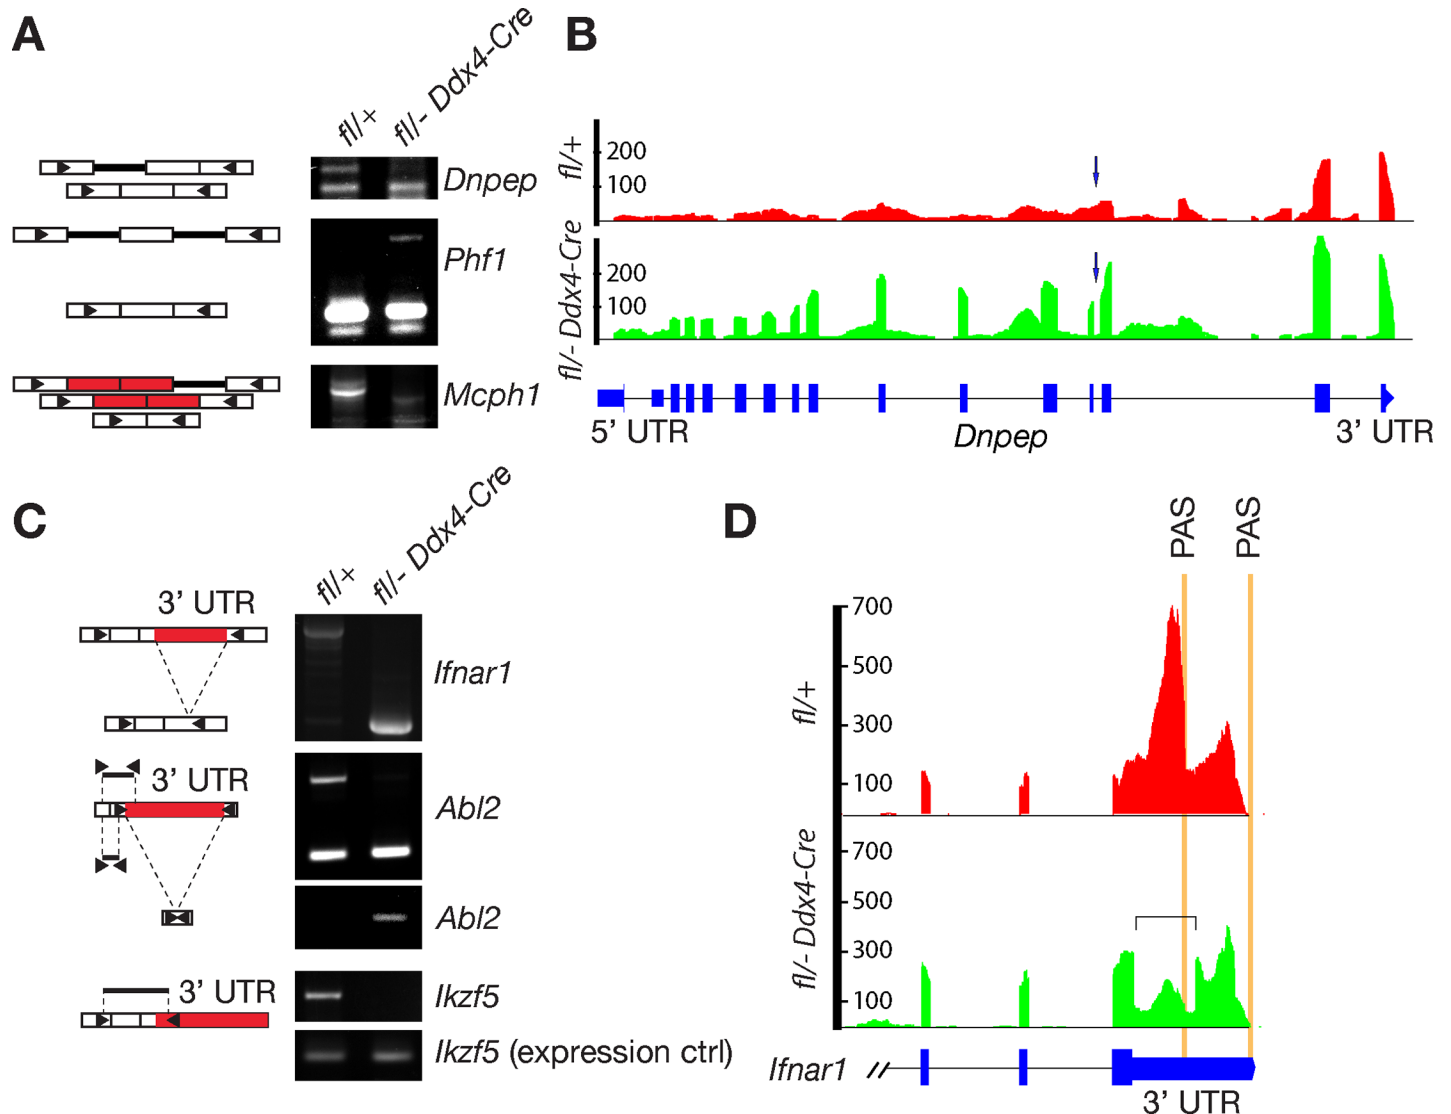 A
fl/+
fl/- Ddx4-Cre
Dnpep
Phf1
Mcph1
B
fl/+
200
100
fl/- Ddx4-Cre
200
100
5’ UTR
Dnpep
3’ UTR
C
fl/+
fl/- Ddx4-Cre
3’ UTR
Ifnar1
3’ UTR
Abl2
Abl2
3’ UTR
Ikzf5
Ikzf5 (expression ctrl)
D
PAS
PAS
fl/+
700
500
300
100
fl/- Ddx4-Cre
700
500
300
100
Ifnar1
3’ UTR